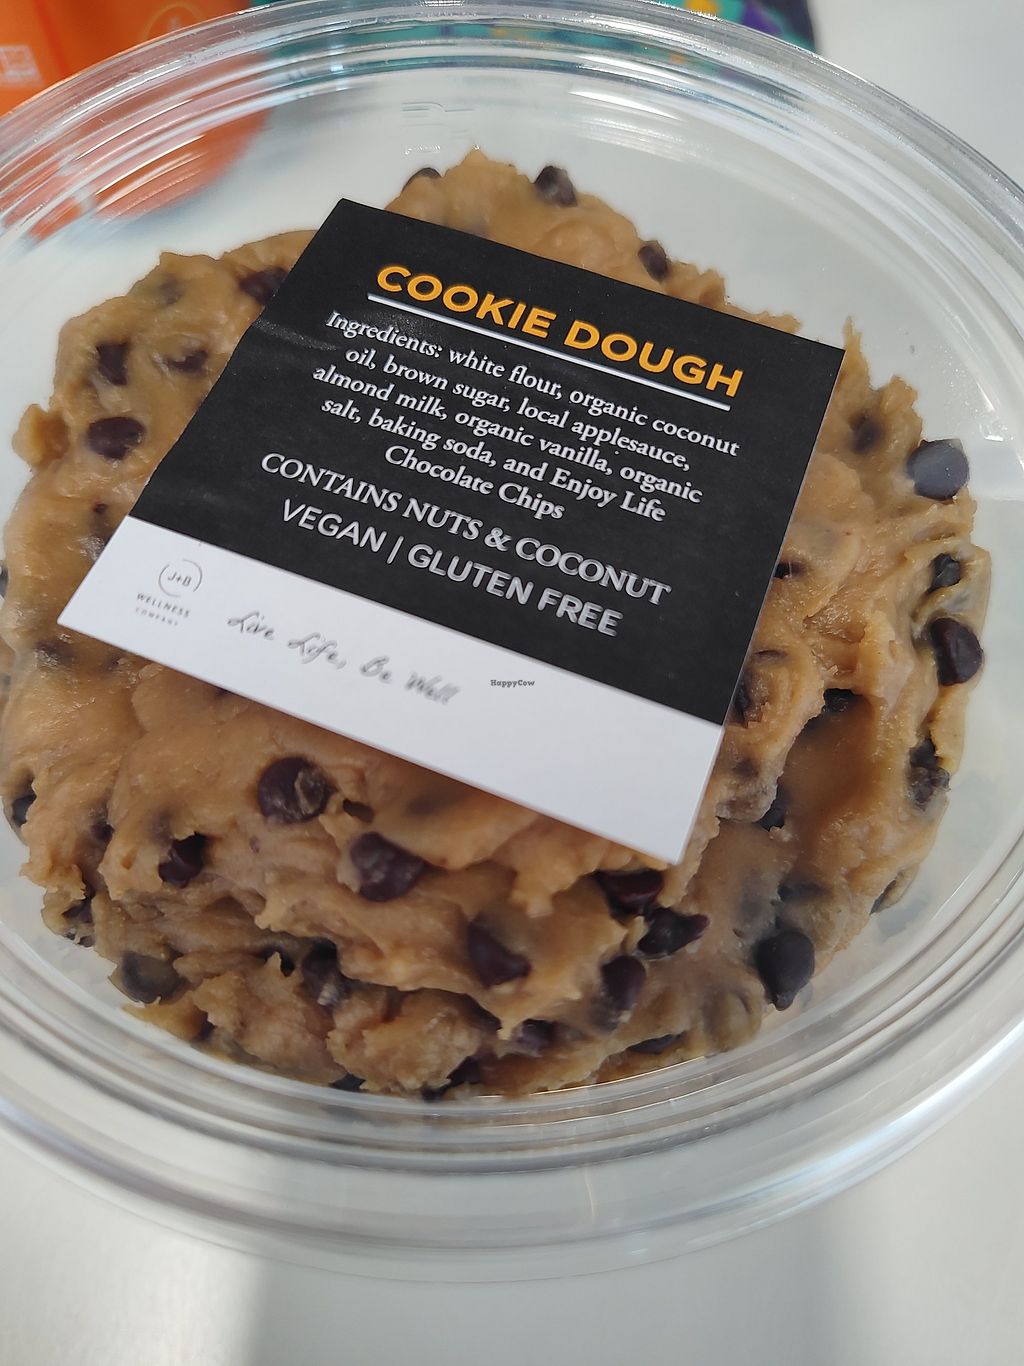 COOKIE DOUGH
Ingredients: white flour, organic coconut
oil, brown sugar, local applesauce,
almond milk, organic vanilla, organic
salt, baking soda, and Enjoy Life
Chocolate Chips
CONTAINS NUTS & COCONUT
VEGAN | GLUTEN FREE
J+B
WELLNESS
COMPANY
Live Life, Be Well
HappyCow